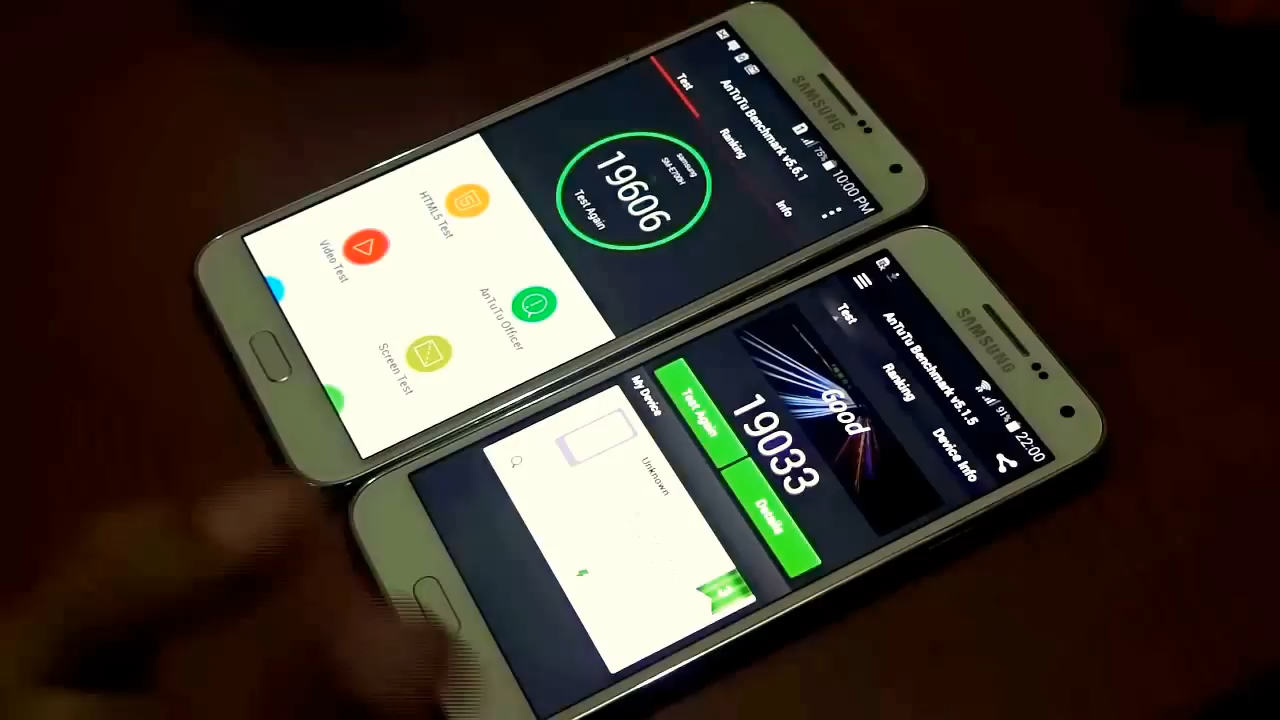 SAMSUNG
75% 10:00 PM
AnTuTu Benchmark v5.6.1
Test
Ranking
Info
samsung
SM-E700H
19606
Test Again
HTML5 Test
Video Test
AnTuTu Officer
Screen Test
SAMSUNG
91% 22:00
AnTuTu Benchmark v5.1.5
Test
Ranking
Device Info
Good
19033
Test Again
Details
My Device
Unknown